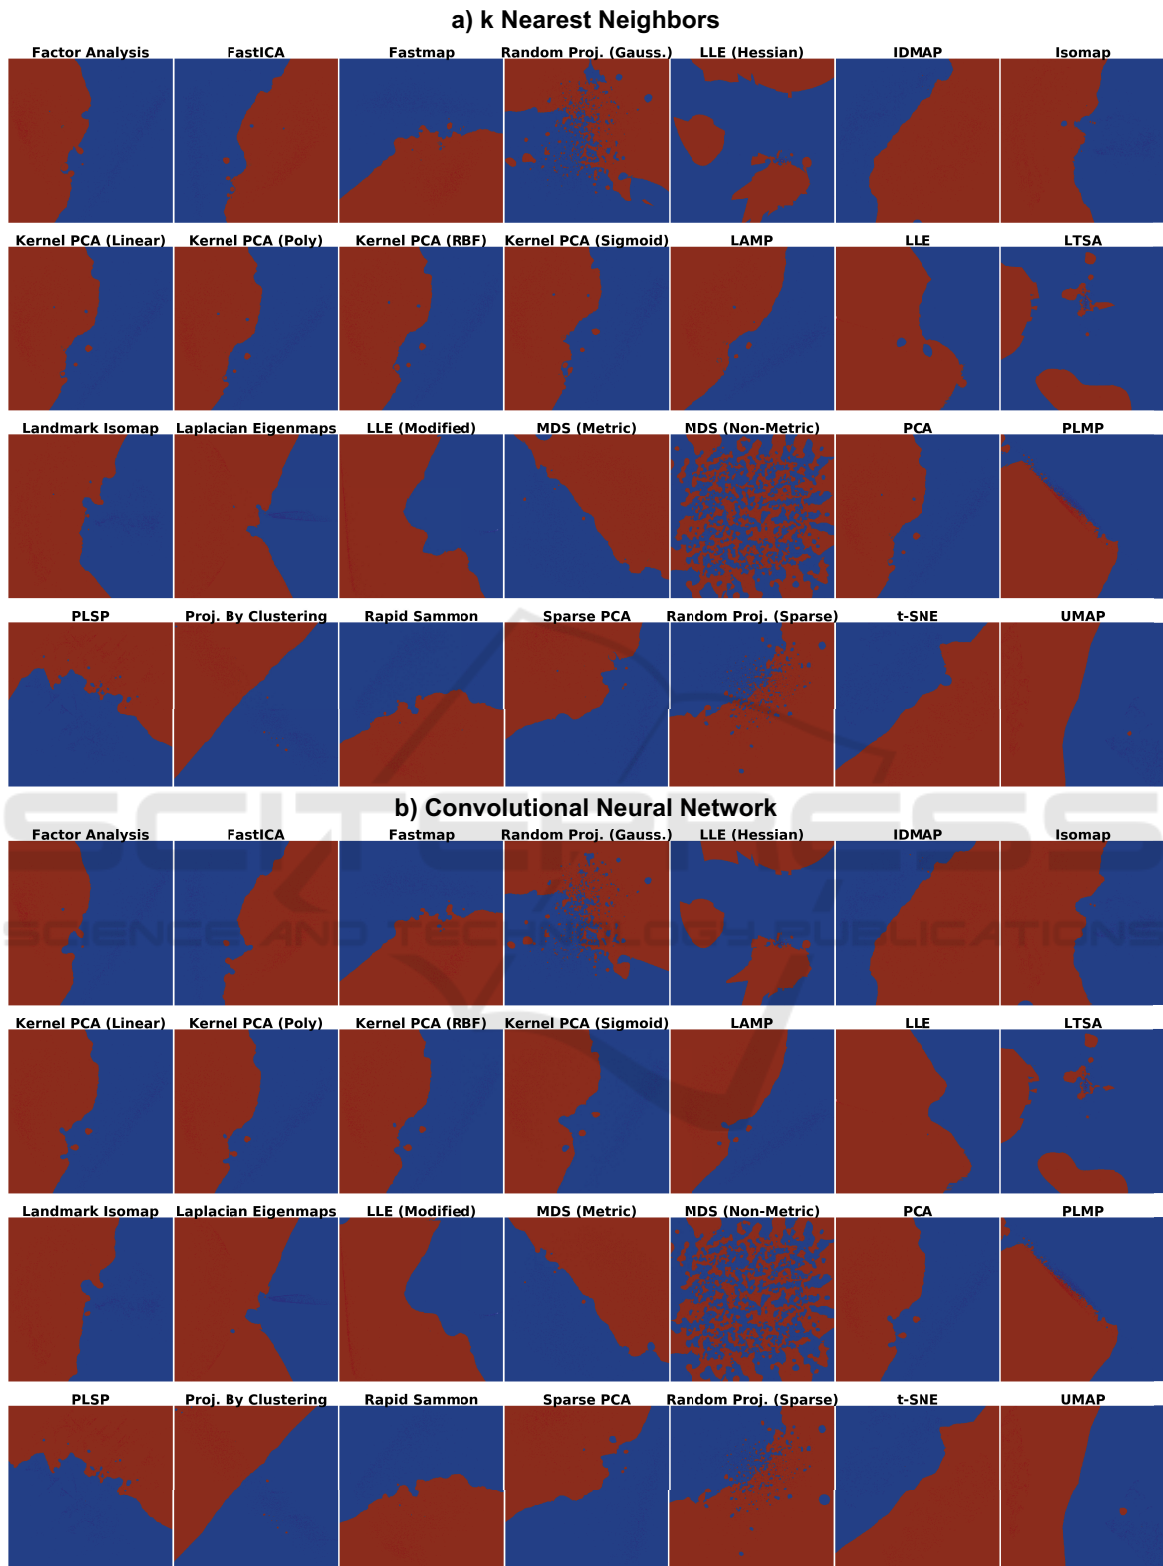 a) k Nearest Neighbors
Factor Analysis FastICA Fastmap Random Proj. (Gauss.) LLE (Hessian) IDMAP Isomap
Kernel PCA (Linear) Kernel PCA (Poly) Kernel PCA (RBF) Kernel PCA (Sigmoid) LAMP LLE LTSA
Landmark Isomap Laplacian Eigenmaps LLE (Modified) MDS (Metric) MDS (Non-Metric) PCA PLMP
PLSP Proj. By Clustering Rapid Sammon Sparse PCA Random Proj. (Sparse) t-SNE UMAP
SCITEPRESS
b) Convolutional Neural Network
Factor Analysis FastICA Fastmap Random Proj. (Gauss.) LLE (Hessian) IDMAP Isomap
SCIENCE AND TECHNOLOGY PUBLICATIONS
Kernel PCA (Linear) Kernel PCA (Poly) Kernel PCA (RBF) Kernel PCA (Sigmoid) LAMP LLE LTSA
Landmark Isomap Laplacian Eigenmaps LLE (Modified) MDS (Metric) MDS (Non-Metric) PCA PLMP
PLSP Proj. By Clustering Rapid Sammon Sparse PCA Random Proj. (Sparse) t-SNE UMAP